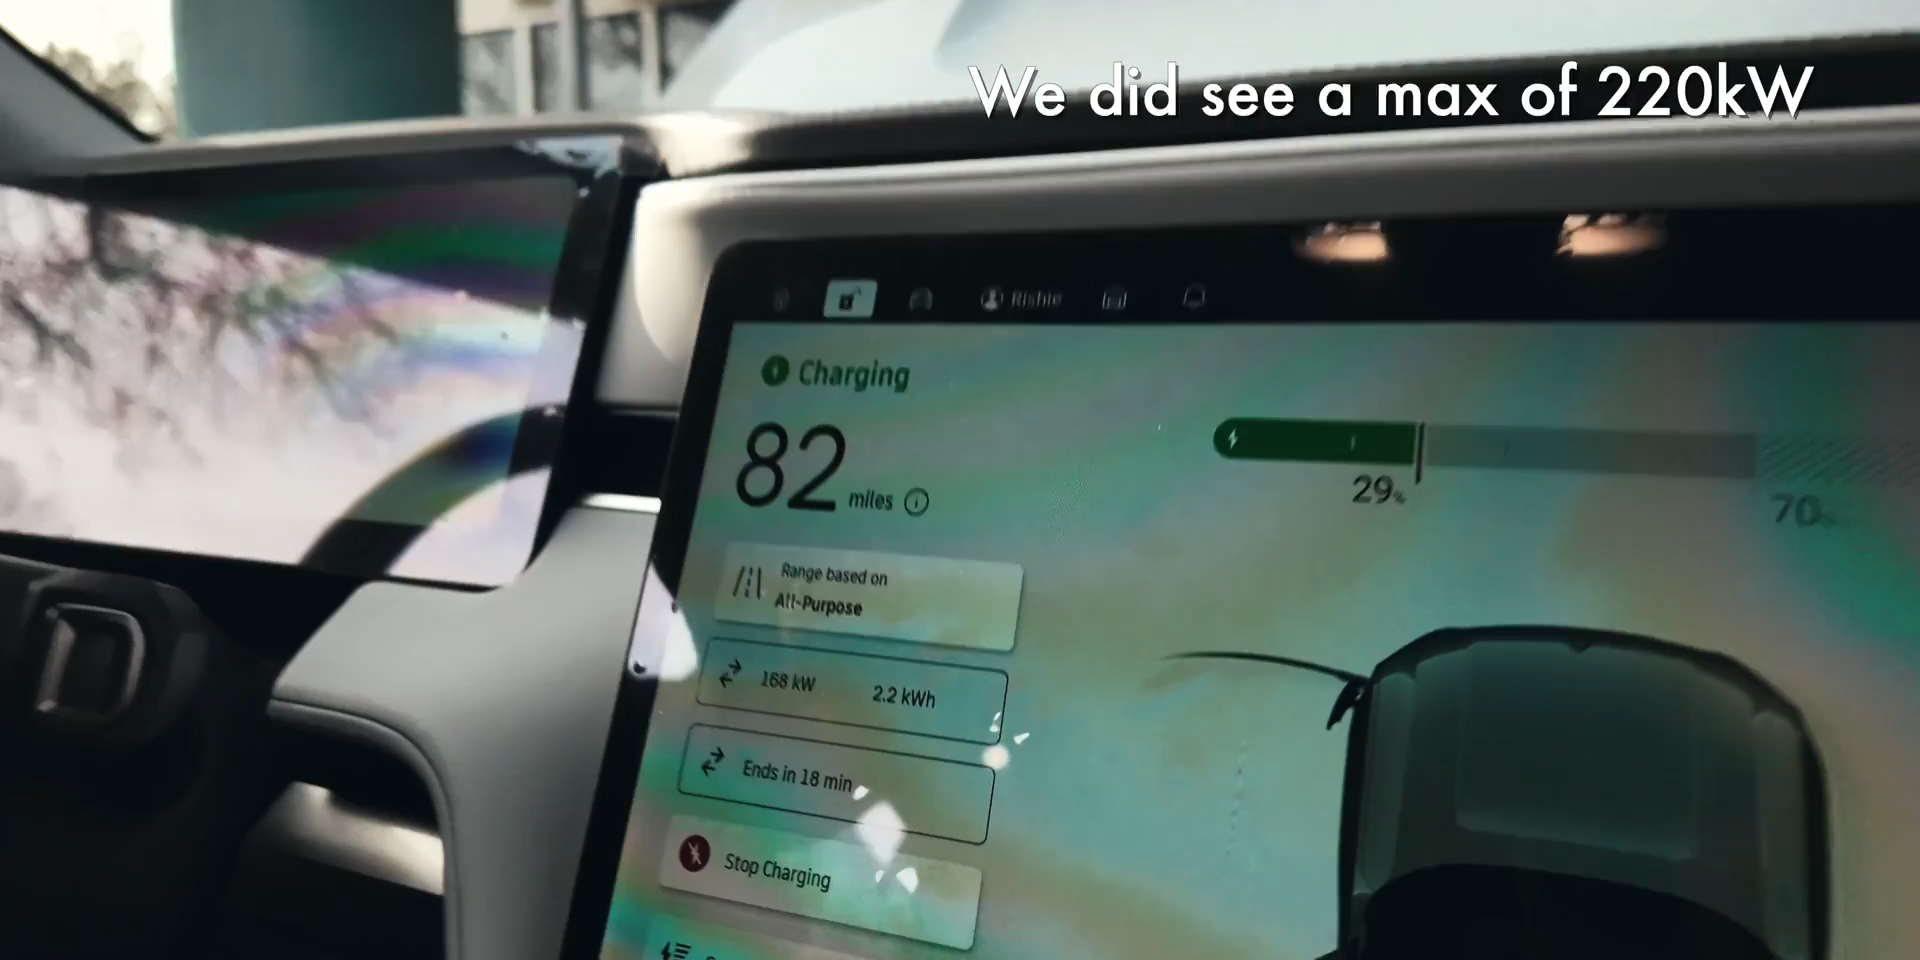 We did see a max of 220kW
Rishie
Charging
82 miles
29%
70%
Range based on
All-Purpose
168 kW 2.2 kWh
Ends in 18 min
Stop Charging